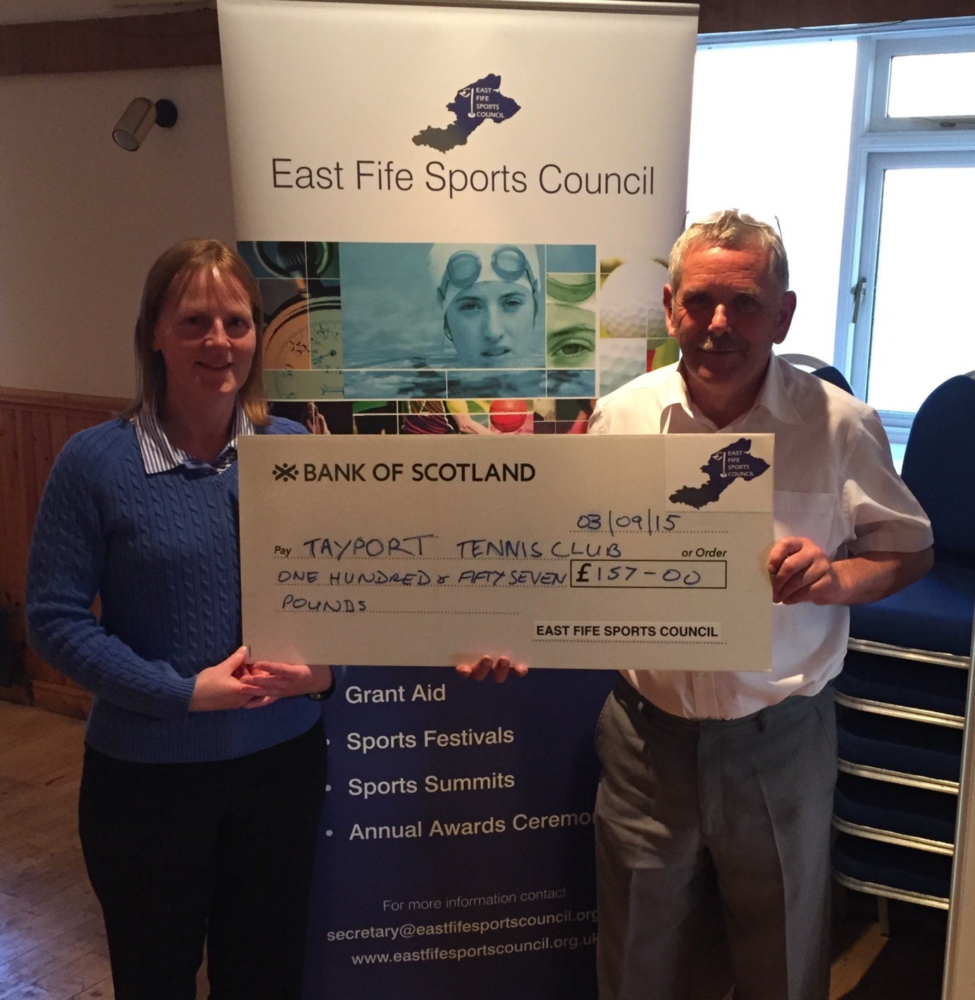 EAST
FIFE
SPORTS
COUNCIL
East Fife Sports Council
BANK OF SCOTLAND
EAST
FIFE
SPORTS
COUNCIL
03/09/15
Pay TAYPORT TENNIS CLUB or Order
ONE HUNDRED & FIFTY SEVEN £157-00
POUNDS
EAST FIFE SPORTS COUNCIL
Grant Aid
• Sports Festivals
• Sports Summits
• Annual Awards Ceremo
For more information contact:
secretary@eastfifesportscouncil.org
www.eastfifesportscouncil.org.uk